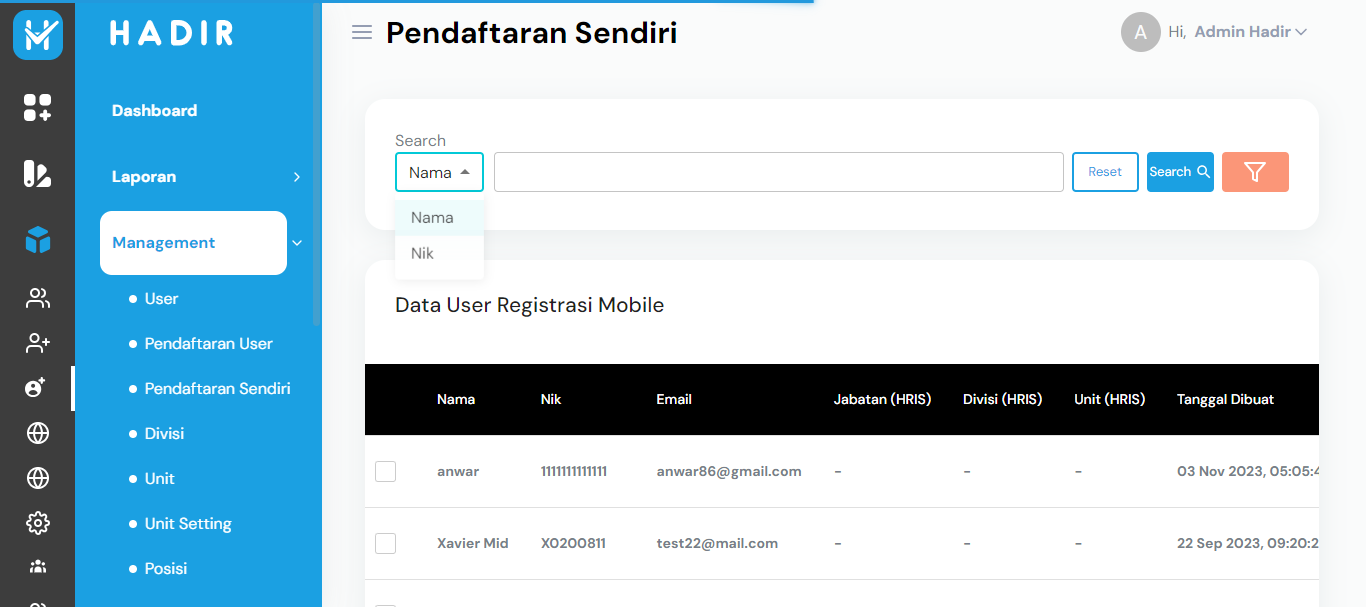 HADIR
Pendaftaran Sendiri
A
Hi, Admin Hadir
Dashboard
Laporan
Management
User
Pendaftaran User
Pendaftaran Sendiri
Divisi
Unit
Unit Setting
Posisi
Search
Nama
Reset
Search
Nama
Nik
Data User Registrasi Mobile
Nama Nik Email Jabatan (HRIS) Divisi (HRIS) Unit (HRIS) Tanggal Dibuat
anwar 1111111111111 anwar86@gmail.com - - - 03 Nov 2023, 05:05:4
Xavier Mid X0200811 test22@mail.com - - - 22 Sep 2023, 09:20:2